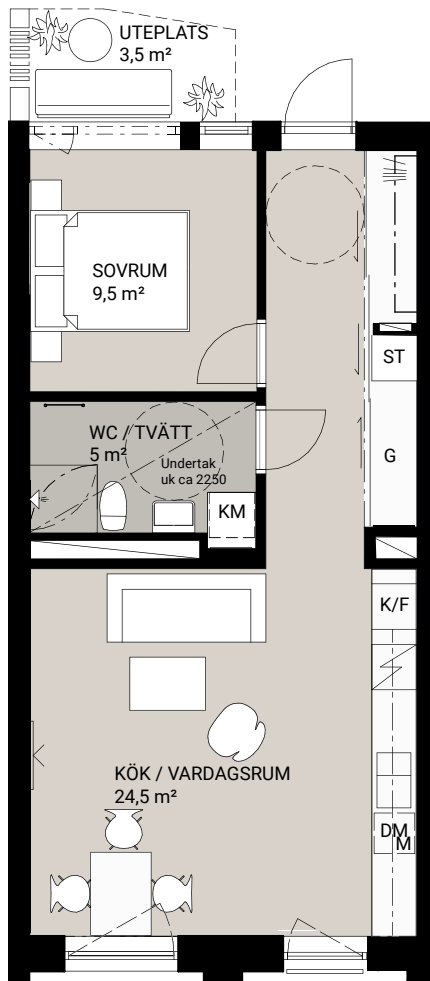 UTEPLATS
3,5 m²
SOVRUM
9,5 m²
ST
WC / TVÄTT
5 m²
Undertak
uk ca 2250
G
KM
K/F
KÖK / VARDAGSRUM
24,5 m²
DM
M